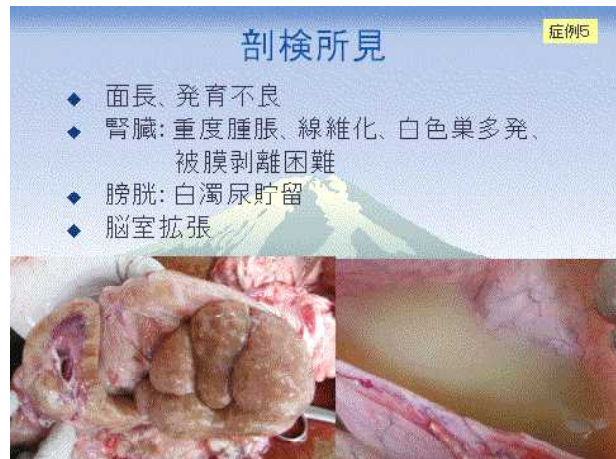 症例5
剖検所見
◆ 面長、発育不良
◆ 腎臓: 重度腫脹、線維化、白色巣多発、
被膜剥離困難
◆ 膀胱: 白濁尿貯留
◆ 脳室拡張